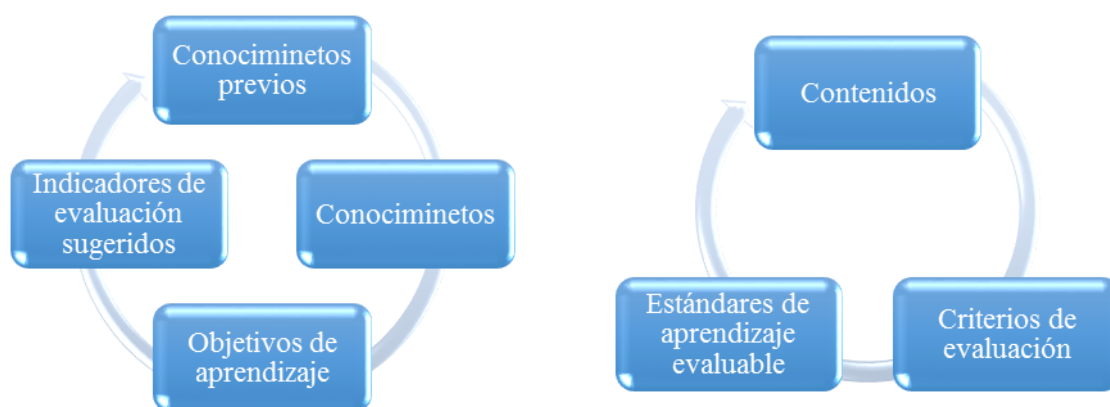 Conociminetos
previos
Conociminetos
Objetivos de
aprendizaje
Indicadores de
evaluación
sugeridos
Contenidos
Criterios de
evaluación
Estándares de
aprendizaje
evaluable